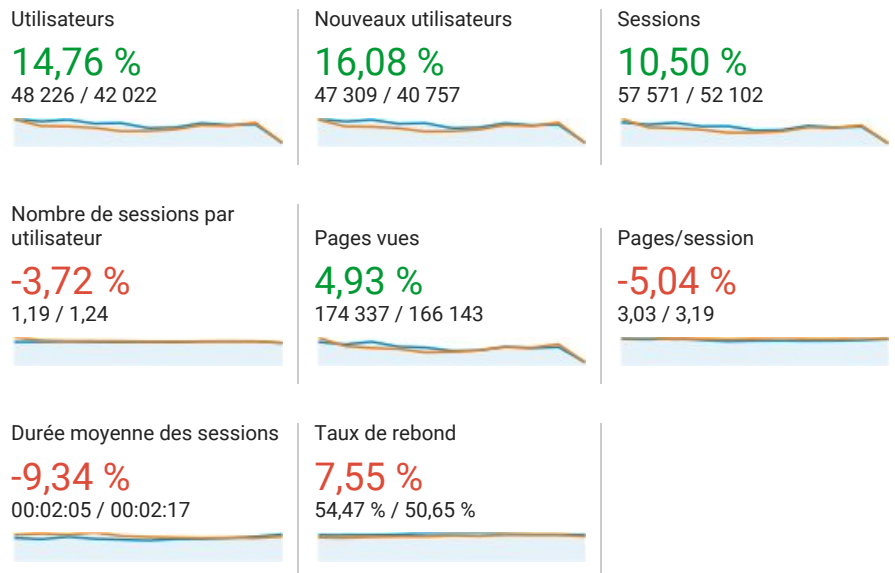 Utilisateurs
14,76 %
48 226 / 42 022
Nouveaux utilisateurs
16,08 %
47 309 / 40 757
Sessions
10,50 %
57 571 / 52 102
Nombre de sessions par
utilisateur
-3,72 %
1,19 / 1,24
Pages vues
4,93 %
174 337 / 166 143
Pages/session
-5,04 %
3,03 / 3,19
Durée moyenne des sessions
-9,34 %
00:02:05 / 00:02:17
Taux de rebond
7,55 %
54,47 % / 50,65 %